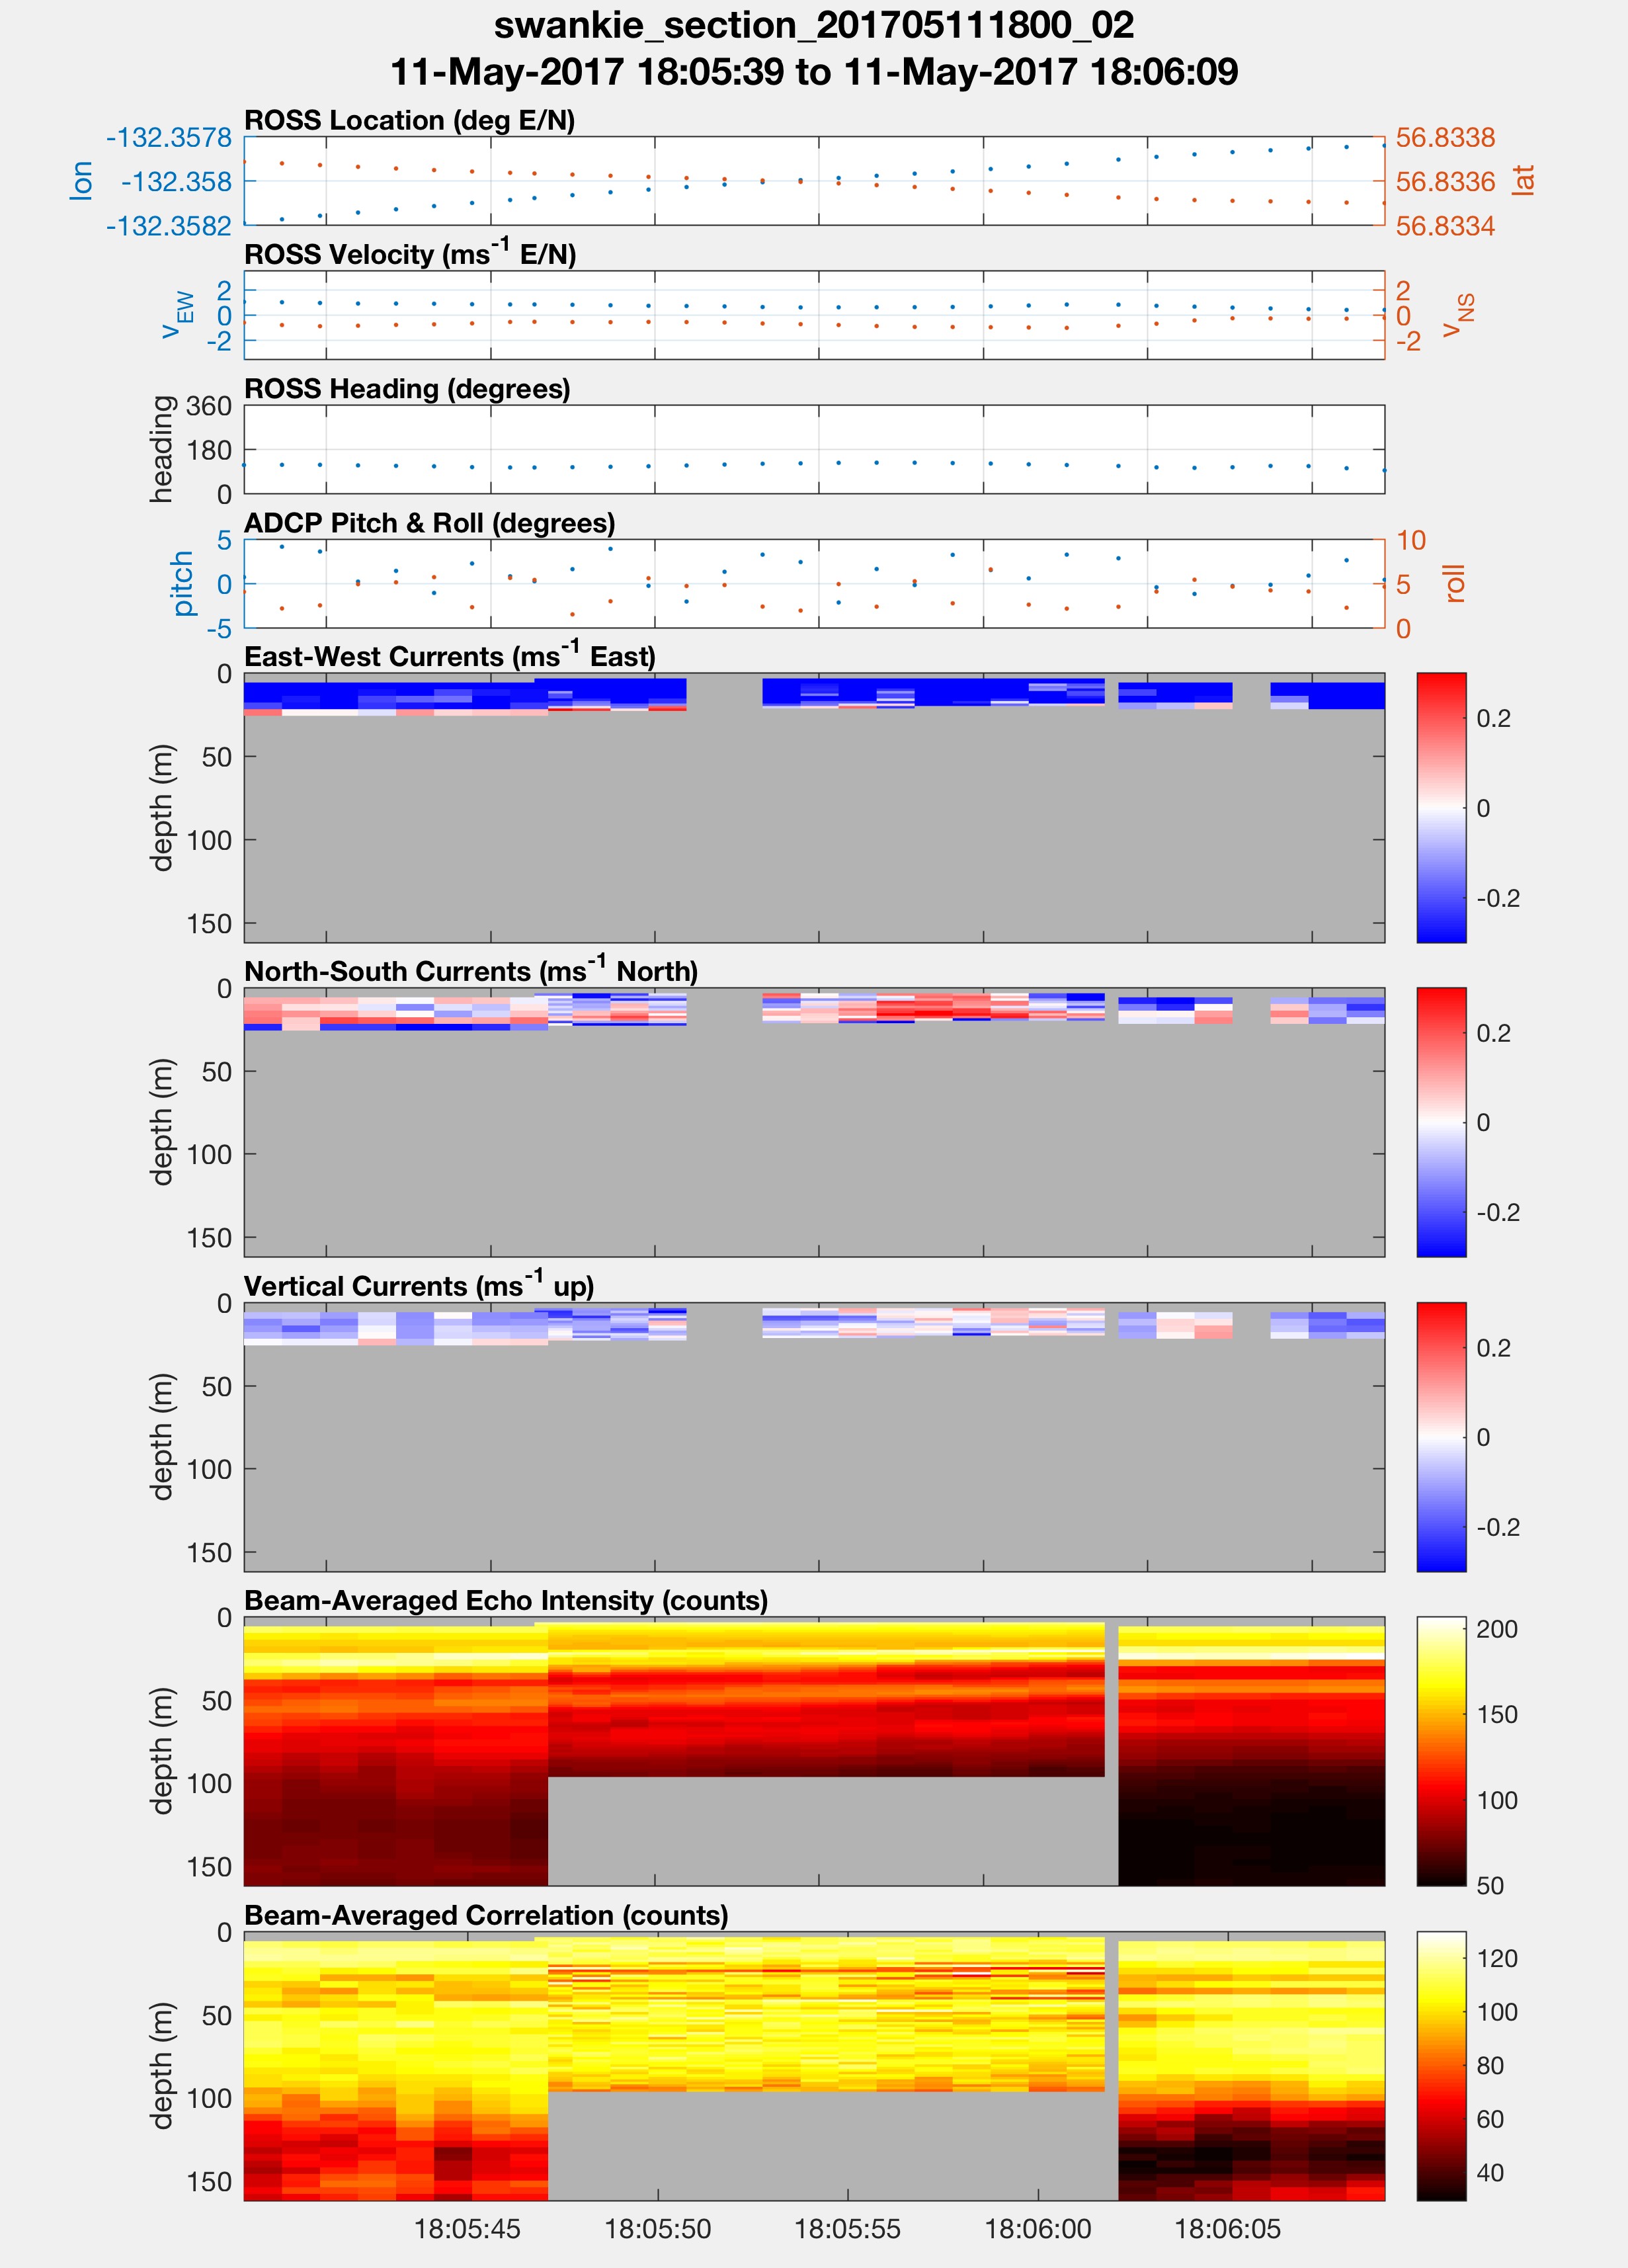 swankie_section_201705111800_02
11-May-2017 18:05:39 to 11-May-2017 18:06:09
ROSS Location (deg E/N)
-132.3578
-132.358
-132.3582
lon
56.8338
56.8336
56.8334
lat
ROSS Velocity (ms-1 E/N)
2
0
-2
vEW
2
0
-2
vNS
ROSS Heading (degrees)
360
180
0
heading
ADCP Pitch & Roll (degrees)
5
0
-5
pitch
10
5
0
roll
East-West Currents (ms-1 East)
0
50
100
150
depth (m)
0.2
0
-0.2
North-South Currents (ms-1 North)
0
50
100
150
depth (m)
0.2
0
-0.2
Vertical Currents (ms-1 up)
0
50
100
150
depth (m)
0.2
0
-0.2
Beam-Averaged Echo Intensity (counts)
0
50
100
150
depth (m)
200
150
100
50
Beam-Averaged Correlation (counts)
0
50
100
150
depth (m)
120
100
80
60
40
18:05:45 18:05:50 18:05:55 18:06:00 18:06:05